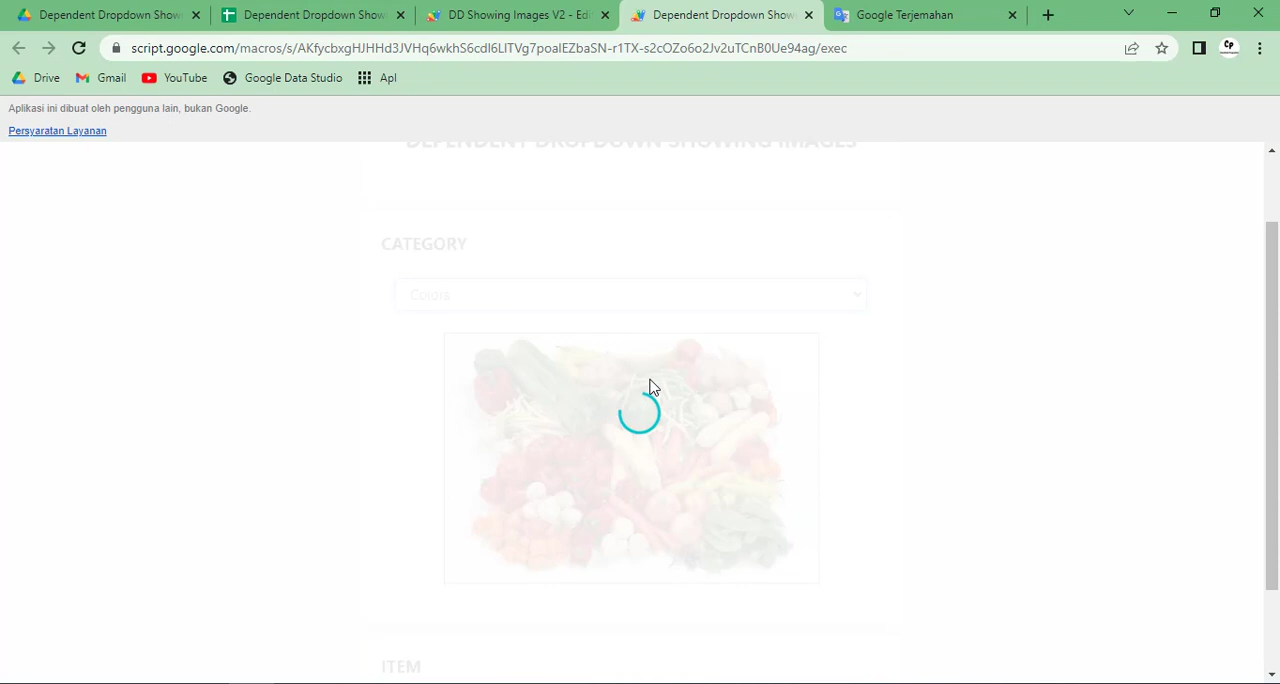 Dependent Dropdown Show
Dependent Dropdown Show
DD Showing Images V2 - Edi
Dependent Dropdown Show
Google Terjemahan
script.google.com/macros/s/AKfycbxgHJHHd3JVHq6wkhS6cdI6LITVg7poaIEZbaSN-r1TX-s2cOZo6o2Jv2uTCnB0Ue94ag/exec
Cp
Drive
Gmail
YouTube
Google Data Studio
Apl
Aplikasi ini dibuat oleh pengguna lain, bukan Google.
Persyaratan Layanan
DEPENDENT DROPDOWN SHOWING IMAGES
CATEGORY
Colors
ITEM